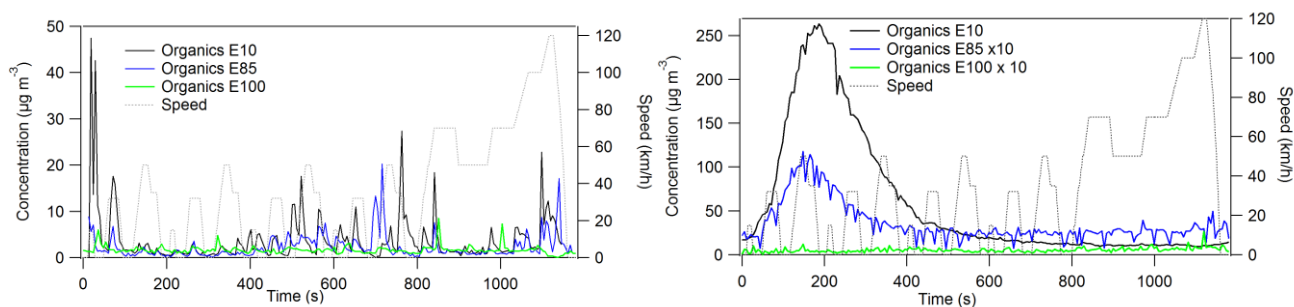 50
40
30
20
10
0
Concentration (µg m⁻³)
Organics E10
Organics E85
Organics E100
Speed
120
100
80
60
40
20
0
Speed (km/h)
0 200 400 600 800 1000
Time (s)
250
200
150
100
50
0
Concentration (µg m⁻³)
Organics E10
Organics E85 x10
Organics E100 x 10
Speed
120
100
80
60
40
20
0
Speed (km/h)
0 200 400 600 800 1000
Time (s)